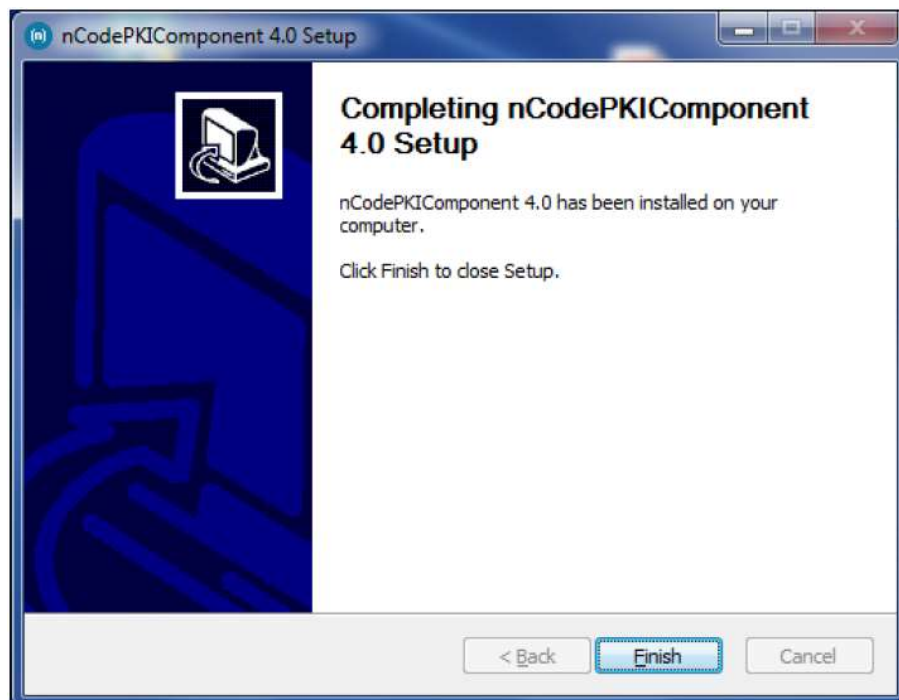 (n) nCodePKIComponent 4.0 Setup
Completing nCodePKIComponent
4.0 Setup
nCodePKIComponent 4.0 has been installed on your
computer.
Click Finish to close Setup.
< Back Finish Cancel